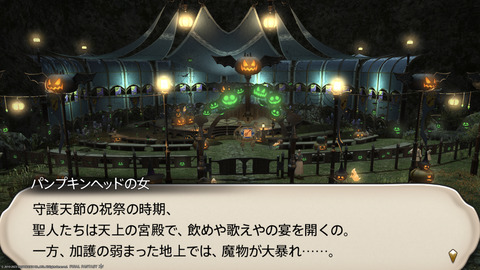 パンプキンヘッドの女
守護天節の祝祭の時期、
聖人たちは天上の宮殿で、飲めや歌えやの宴を開くの。
一方、加護の弱まった地上では、魔物が大暴れ……。